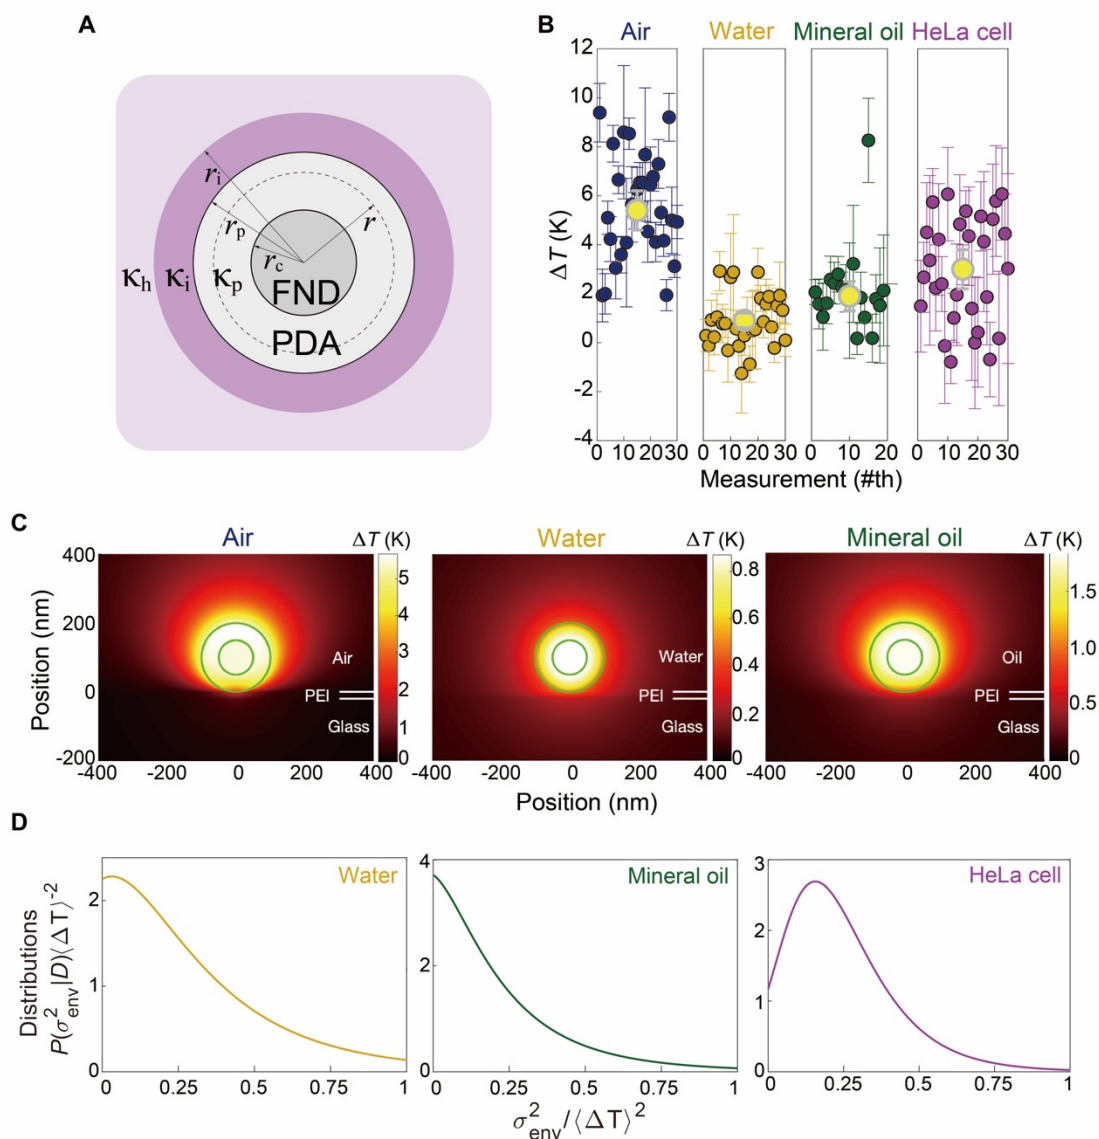 A
r_i
r_p
r
r_c
κ_h κ_i κ_p
FND
PDA
B
Air Water Mineral oil HeLa cell
12
10
8
6
4
2
0
-2
-4
ΔT (K)
0 10 20 30 0 10 20 30 0 10 20 0 10 20 30
Measurement (#th)
C
Air ΔT (K) Water ΔT (K) Mineral oil ΔT (K)
400
200
0
-200
Position (nm)
Air
PEI
Glass
5
4
3
2
1
0
Water
PEI
Glass
0.8
0.6
0.4
0.2
0
Oil
PEI
Glass
1.5
1.0
0.5
0
-400 -200 0 200 400 -400 -200 0 200 400 -400 -200 0 200 400
Position (nm)
D
Distributions
P(σ²_env|D)⟨ΔT⟩⁻²
Water
2
1
0
Mineral oil
4
2
0
HeLa cell
3
2
1
0
0 0.25 0.5 0.75 1 0 0.25 0.5 0.75 1 0 0.25 0.5 0.75 1
σ²_env/⟨ΔT⟩²